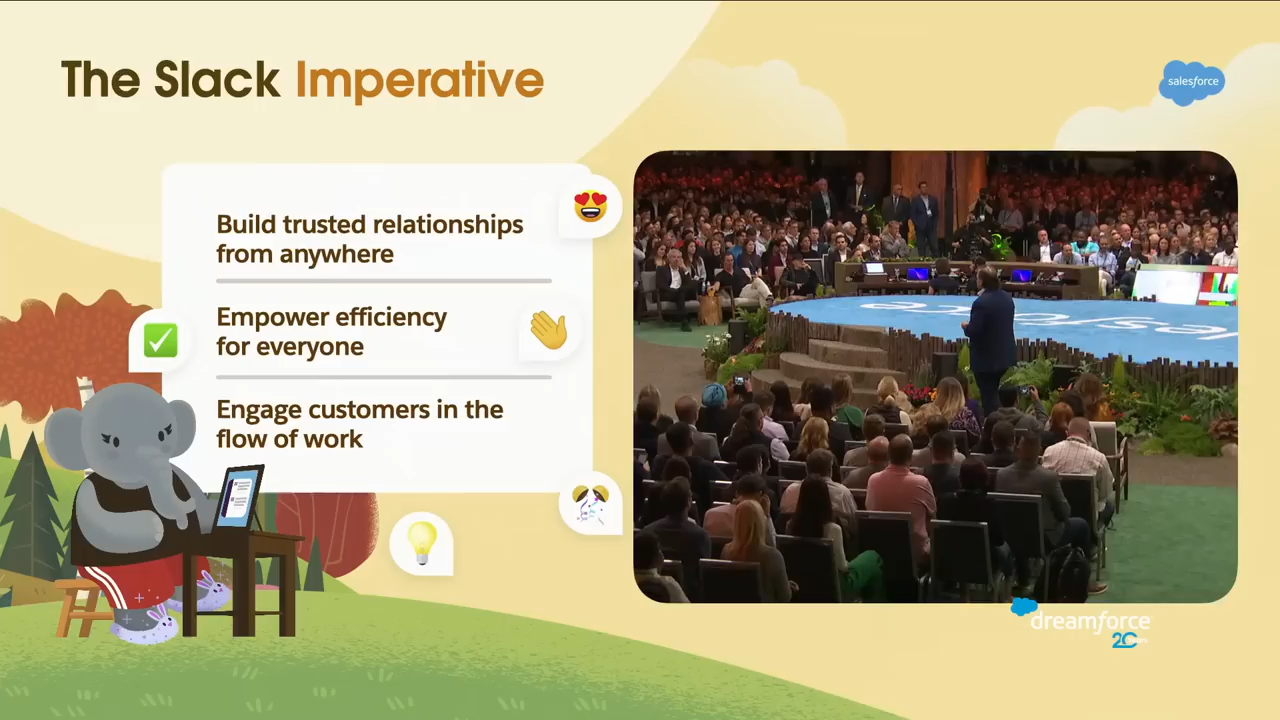 The Slack Imperative
salesforce
Build trusted relationships
from anywhere
Empower efficiency
for everyone
Engage customers in the
flow of work
dreamforce